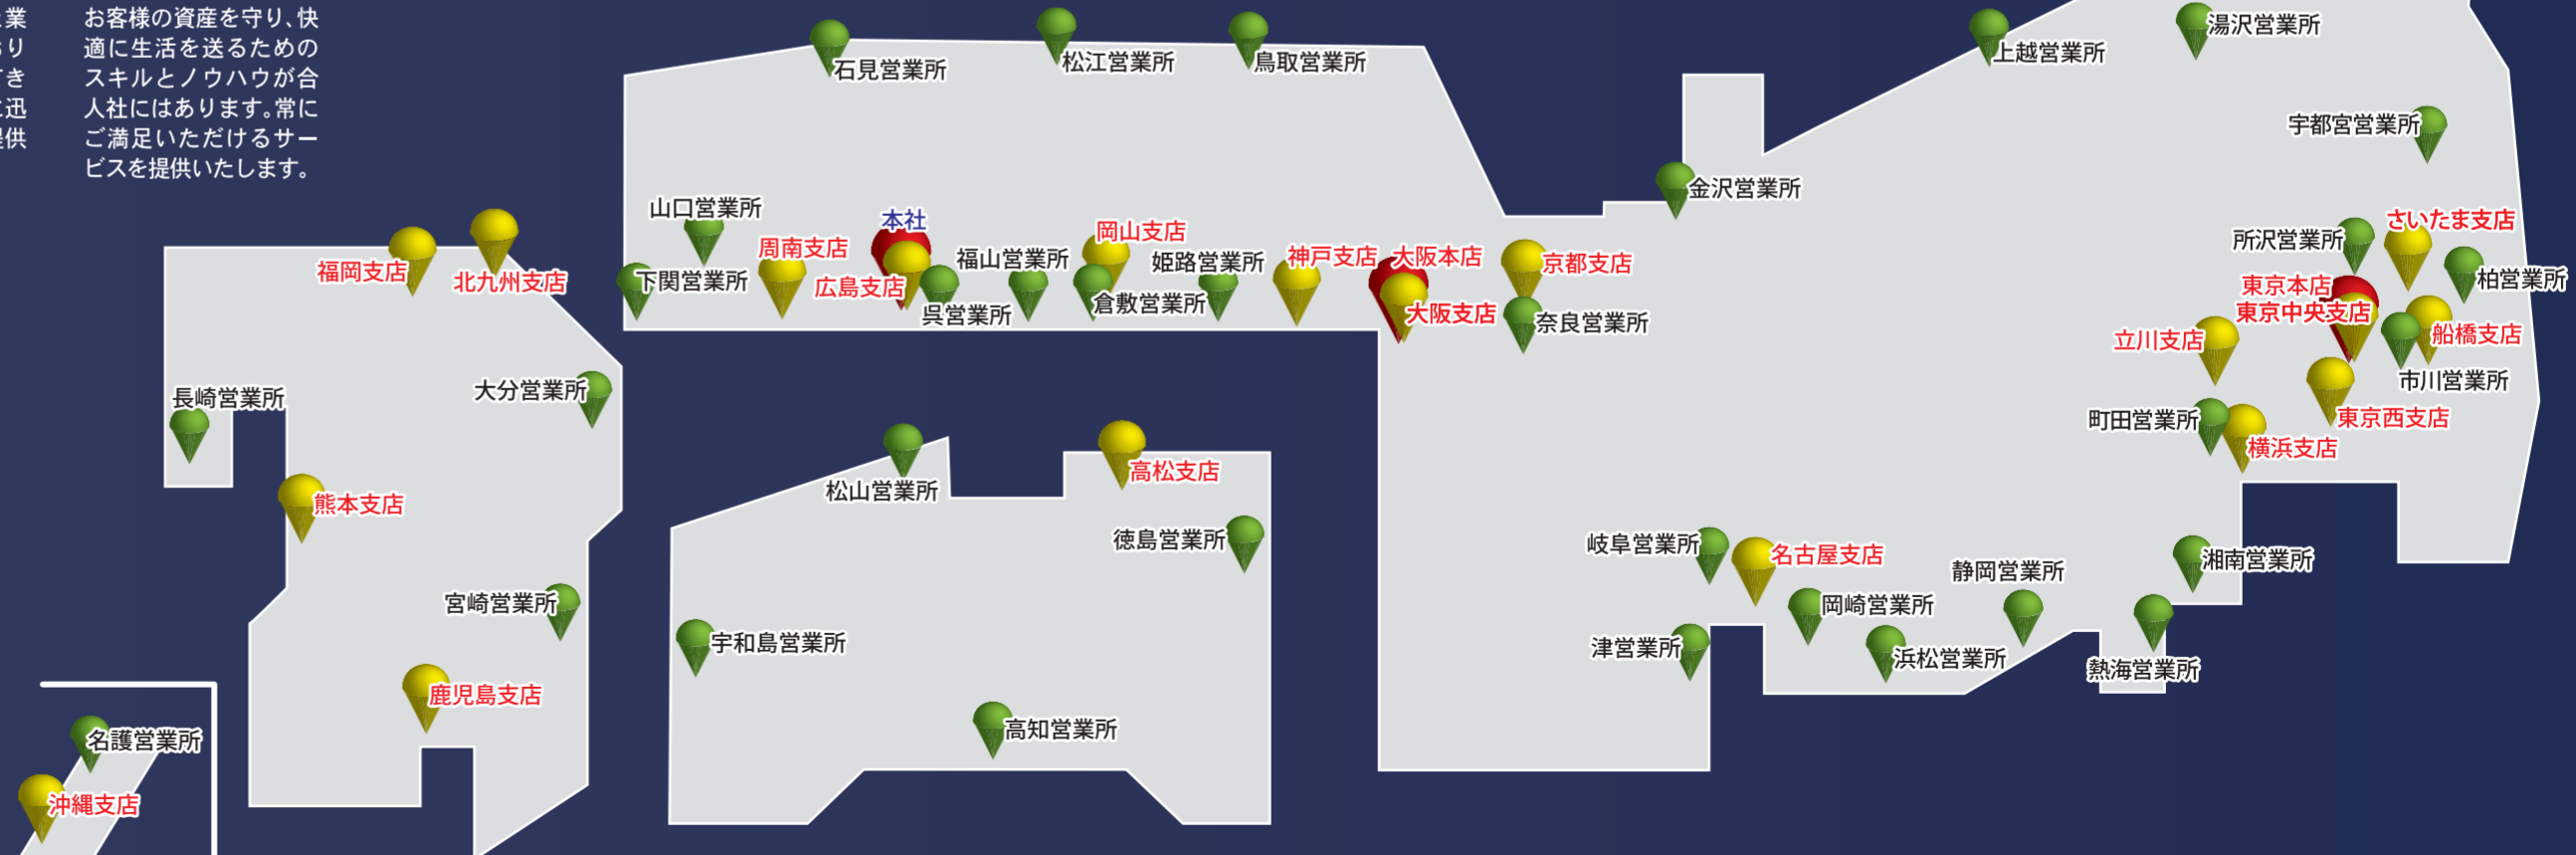 業
り
き
迅
提供
お客様の資産を守り、快
適に生活を送るための
スキルとノウハウが合
人社にはあります。常に
ご満足いただけるサー
ビスを提供いたします。
石見営業所
松江営業所
鳥取営業所
上越営業所
湯沢営業所
宇都宮営業所
金沢営業所
山口営業所
本社
周南支店
岡山支店
福山営業所
姫路営業所
神戸支店
大阪本店
京都支店
さいたま支店
所沢営業所
柏営業所
福岡支店
北九州支店
下関営業所
広島支店
呉営業所
倉敷営業所
大阪支店
奈良営業所
東京本店
東京中央支店
立川支店
船橋支店
市川営業所
長崎営業所
大分営業所
町田営業所
東京西支店
横浜支店
熊本支店
松山営業所
高松支店
徳島営業所
岐阜営業所
名古屋支店
静岡営業所
湘南営業所
宮崎営業所
宇和島営業所
津営業所
岡崎営業所
浜松営業所
熱海営業所
鹿児島支店
高知営業所
名護営業所
沖縄支店